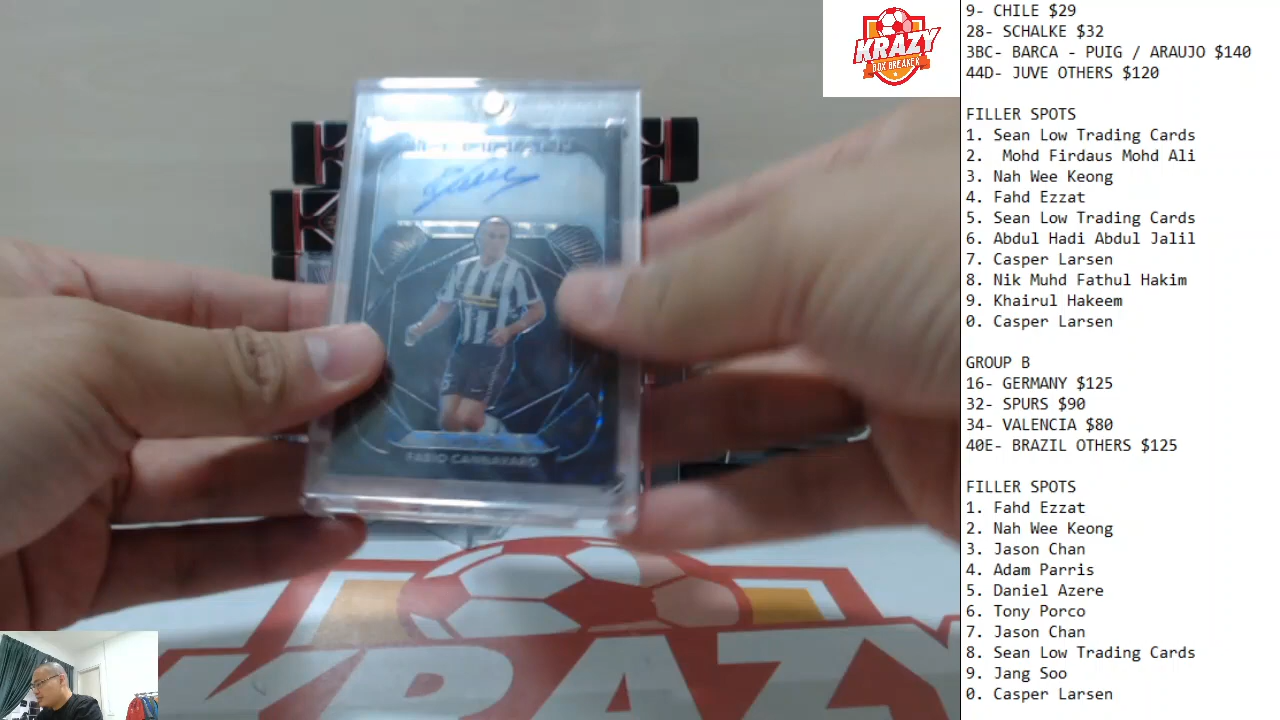 KRAZY
BOX BREAKER
FABIO CANNAVARO
KRAZY
9- CHILE $29
28- SCHALKE $32
3BC- BARCA - PUIG / ARAUJO $140
44D- JUVE OTHERS $120
FILLER SPOTS
1. Sean Low Trading Cards
2.  Mohd Firdaus Mohd Ali
3. Nah Wee Keong
4. Fahd Ezzat
5. Sean Low Trading Cards
6. Abdul Hadi Abdul Jalil
7. Casper Larsen
8. Nik Muhd Fathul Hakim
9. Khairul Hakeem
0. Casper Larsen
GROUP B
16- GERMANY $125
32- SPURS $90
34- VALENCIA $80
40E- BRAZIL OTHERS $125
FILLER SPOTS
1. Fahd Ezzat
2. Nah Wee Keong
3. Jason Chan
4. Adam Parris
5. Daniel Azere
6. Tony Porco
7. Jason Chan
8. Sean Low Trading Cards
9. Jang Soo
0. Casper Larsen